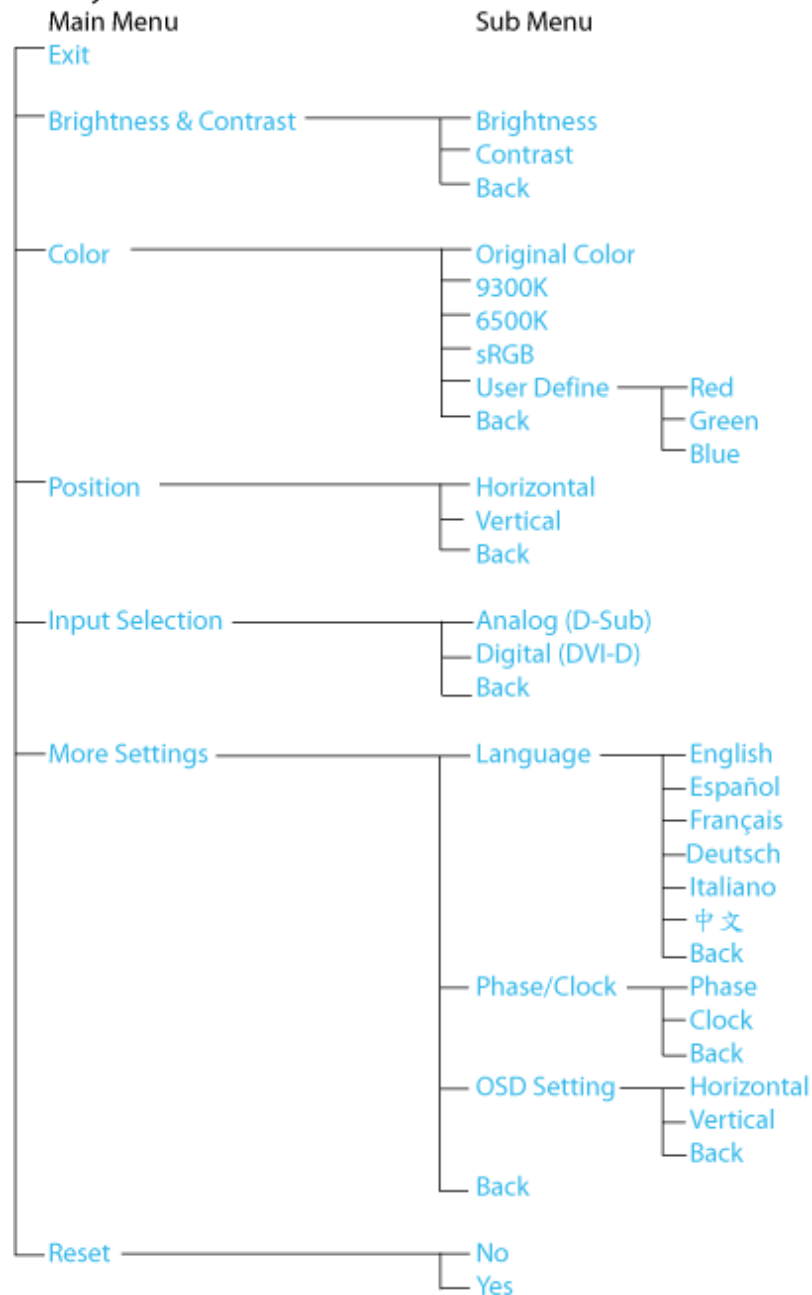 Main Menu Sub Menu
Exit
Brightness & Contrast Brightness
Contrast
Back
Color Original Color
9300K
6500K
sRGB
User Define Red
Back Green
Blue
Position Horizontal
Vertical
Back
Input Selection Analog (D-Sub)
Digital (DVI-D)
Back
More Settings Language English
Español
Français
Deutsch
Italiano
中文
Back
Phase/Clock Phase
Clock
Back
OSD Setting Horizontal
Vertical
Back
Back
Reset No
Yes